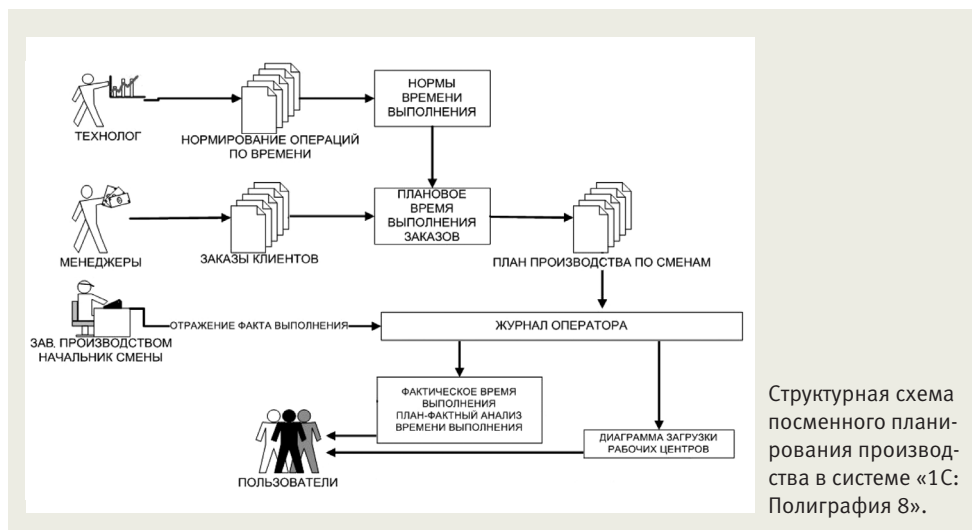 НОРМЫ
ВРЕМЕНИ
ВЫПОЛНЕНИЯ
ТЕХНОЛОГ
НОРМИРОВАНИЕ ОПЕРАЦИЙ
ПО ВРЕМЕНИ
ПЛАНОВОЕ
ВРЕМЯ
ВЫПОЛНЕНИЯ
ЗАКАЗОВ
МЕНЕДЖЕРЫ
ЗАКАЗЫ КЛИЕНТОВ
ПЛАН ПРОИЗВОДСТВА ПО СМЕНАМ
ОТРАЖЕНИЕ ФАКТА ВЫПОЛНЕНИЯ
ЖУРНАЛ ОПЕРАТОРА
ЗАВ. ПРОИЗВОДСТВОМ
НАЧАЛЬНИК СМЕНЫ
ФАКТИЧЕСКОЕ ВРЕМЯ
ВЫПОЛНЕНИЯ
ПЛАН-ФАКТНЫЙ АНАЛИЗ
ВРЕМЕНИ ВЫПОЛНЕНИЯ
ДИАГРАММА ЗАГРУЗКИ
РАБОЧИХ ЦЕНТРОВ
ПОЛЬЗОВАТЕЛИ
Структурная схема
посменного плани-
рования производ-
ства в системе «1С:
Полиграфия 8».